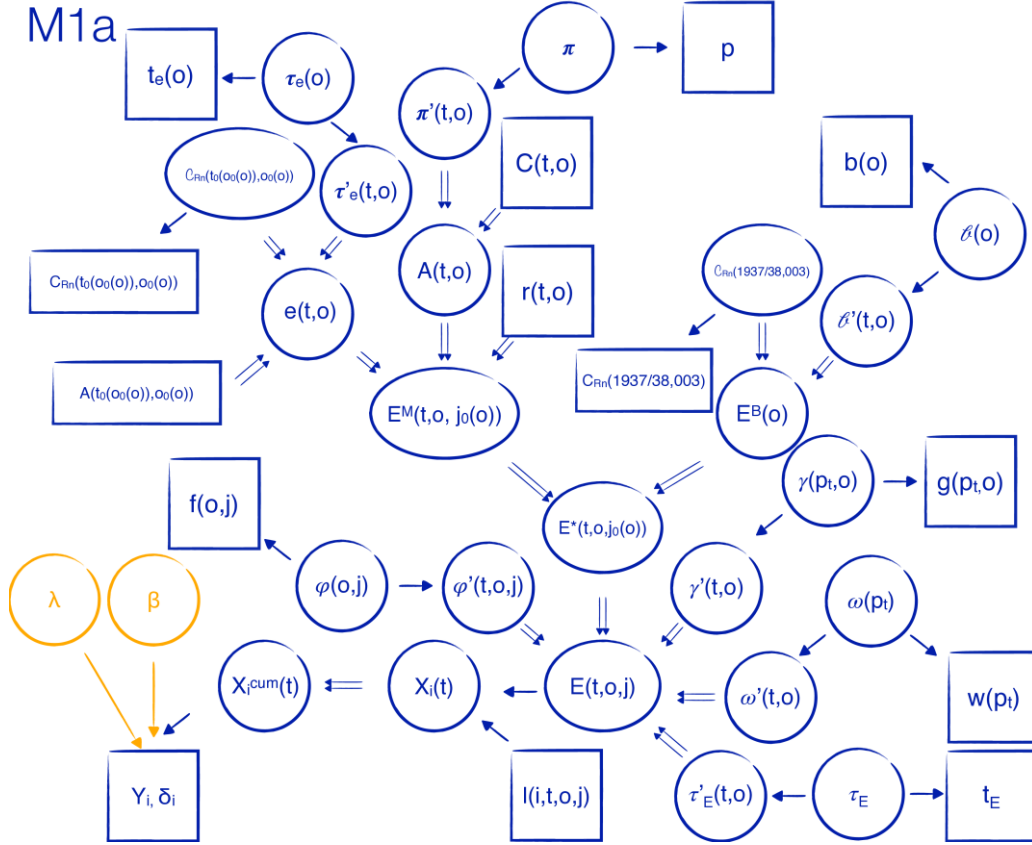 M1a
π
p
tₑ(o)
τₑ(o)
π'(t,o)
C(t,o)
b(o)
𝒞Rn(t₀(o₀(o)),o₀(o))
τ'ₑ(t,o)
𝒷(o)
CRn(t₀(o₀(o)),o₀(o))
A(t,o)
r(t,o)
𝒞Rn(1937/38,003)
e(t,o)
𝒷'(t,o)
A(t₀(o₀(o)),o₀(o))
CRn(1937/38,003)
Eᴹ(t,o, j₀(o))
Eᴮ(o)
f(o,j)
γ(pₜ,o)
g(pₜ,o)
E*(t,o,j₀(o))
λ
β
φ(o,j)
φ'(t,o,j)
γ'(t,o)
ω(pₜ)
Xᵢᶜᵘᵐ(t)
Xᵢ(t)
E(t,o,j)
ω'(t,o)
w(pₜ)
Yᵢ, δᵢ
l(i,t,o,j)
τ'E(t,o)
τE
tE